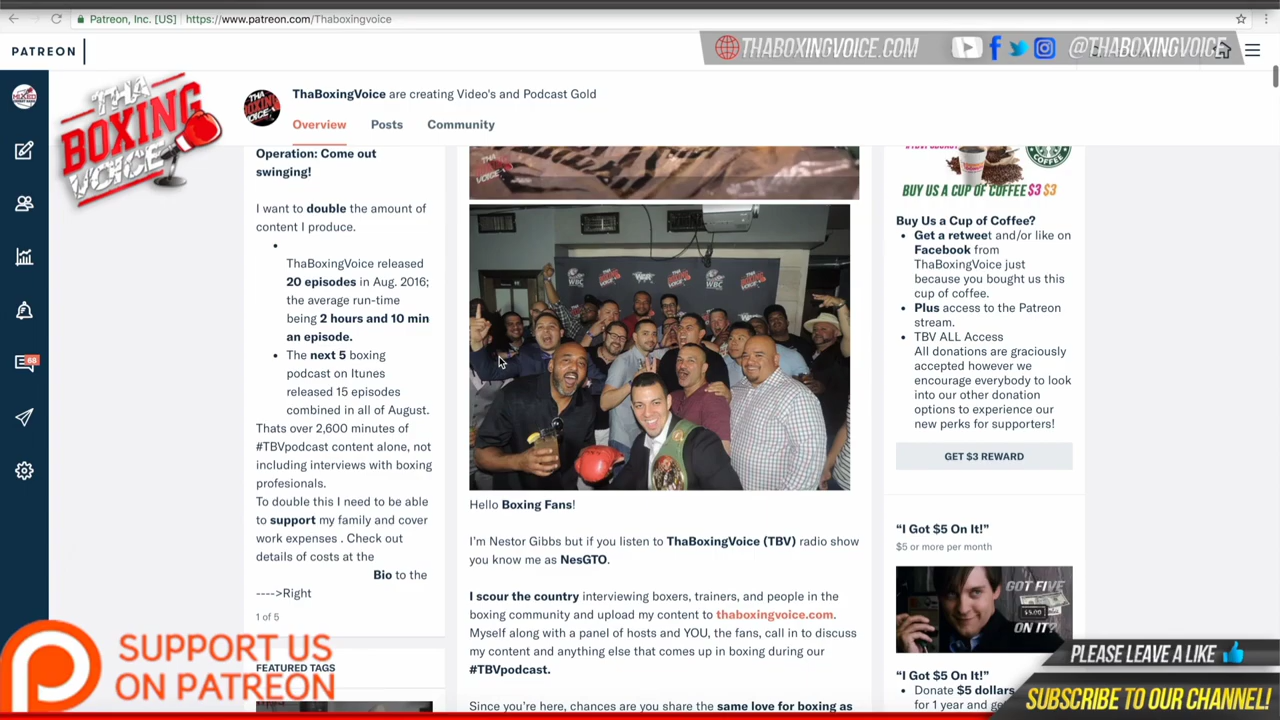 Patreon, Inc. [US] https://www.patreon.com/Thaboxingvoice
PATREON
THABOXINGVOICE.COM
@THABOXINGVOICE
THA BOXING VOICE
ThaBoxingVoice are creating Video's and Podcast Gold
Overview Posts Community
68
Operation: Come out
swinging!
I want to double the amount of
content I produce.
ThaBoxingVoice released
20 episodes in Aug. 2016;
the average run-time
being 2 hours and 10 min
an episode.
The next 5 boxing
podcast on Itunes
released 15 episodes
combined in all of August.
Thats over 2,600 minutes of
#TBVpodcast content alone, not
including interviews with boxing
profesionals.
To double this I need to be able
to support my family and cover
work expenses . Check out
details of costs at the
Bio to the
---->Right
1 of 5
FEATURED TAGS
WBC
WBC
Hello Boxing Fans!
I'm Nestor Gibbs but if you listen to ThaBoxingVoice (TBV) radio show
you know me as NesGTO.
I scour the country interviewing boxers, trainers, and people in the
boxing community and upload my content to thaboxingvoice.com.
Myself along with a panel of hosts and YOU, the fans, call in to discuss
my content and anything else that comes up in boxing during our
#TBVpodcast.
Since you're here, chances are you share the same love for boxing as
COFFEE
BUY US A CUP OF COFFEE $3 $3
Buy Us a Cup of Coffee?
Get a retweet and/or like on
Facebook from
ThaBoxingVoice just
because you bought us this
cup of coffee.
Plus access to the Patreon
stream.
TBV ALL Access
All donations are graciously
accepted however we
encourage everybody to look
into our other donation
options to experience our
new perks for supporters!
GET $3 REWARD
“I Got $5 On It!”
$5 or more per month
GOT FIVE
$5.00
ON IT?
“I Got $5 On It!”
Donate $5 dollars
for 1 year and ge
SUPPORT US
ON PATREON
PLEASE LEAVE A LIKE
SUBSCRIBE TO OUR CHANNEL!